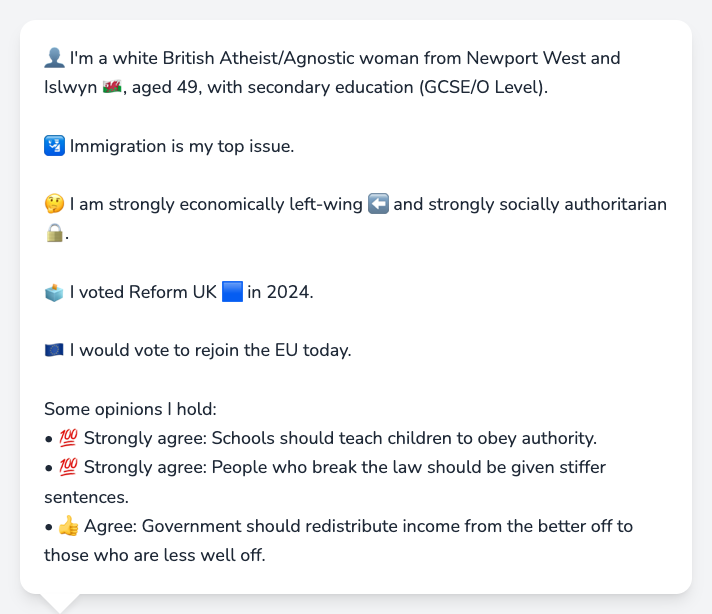 👤 I'm a white British Atheist/Agnostic woman from Newport West and
Islwyn 🏴󠁧󠁢󠁷󠁬󠁳󠁿, aged 49, with secondary education (GCSE/O Level).
🛂 Immigration is my top issue.
🤔 I am strongly economically left-wing ⬅️ and strongly socially authoritarian
🔒.
🗳️ I voted Reform UK 🟦 in 2024.
🇪🇺 I would vote to rejoin the EU today.
Some opinions I hold:
• 💯 Strongly agree: Schools should teach children to obey authority.
• 💯 Strongly agree: People who break the law should be given stiffer
sentences.
• 👍 Agree: Government should redistribute income from the better off to
those who are less well off.